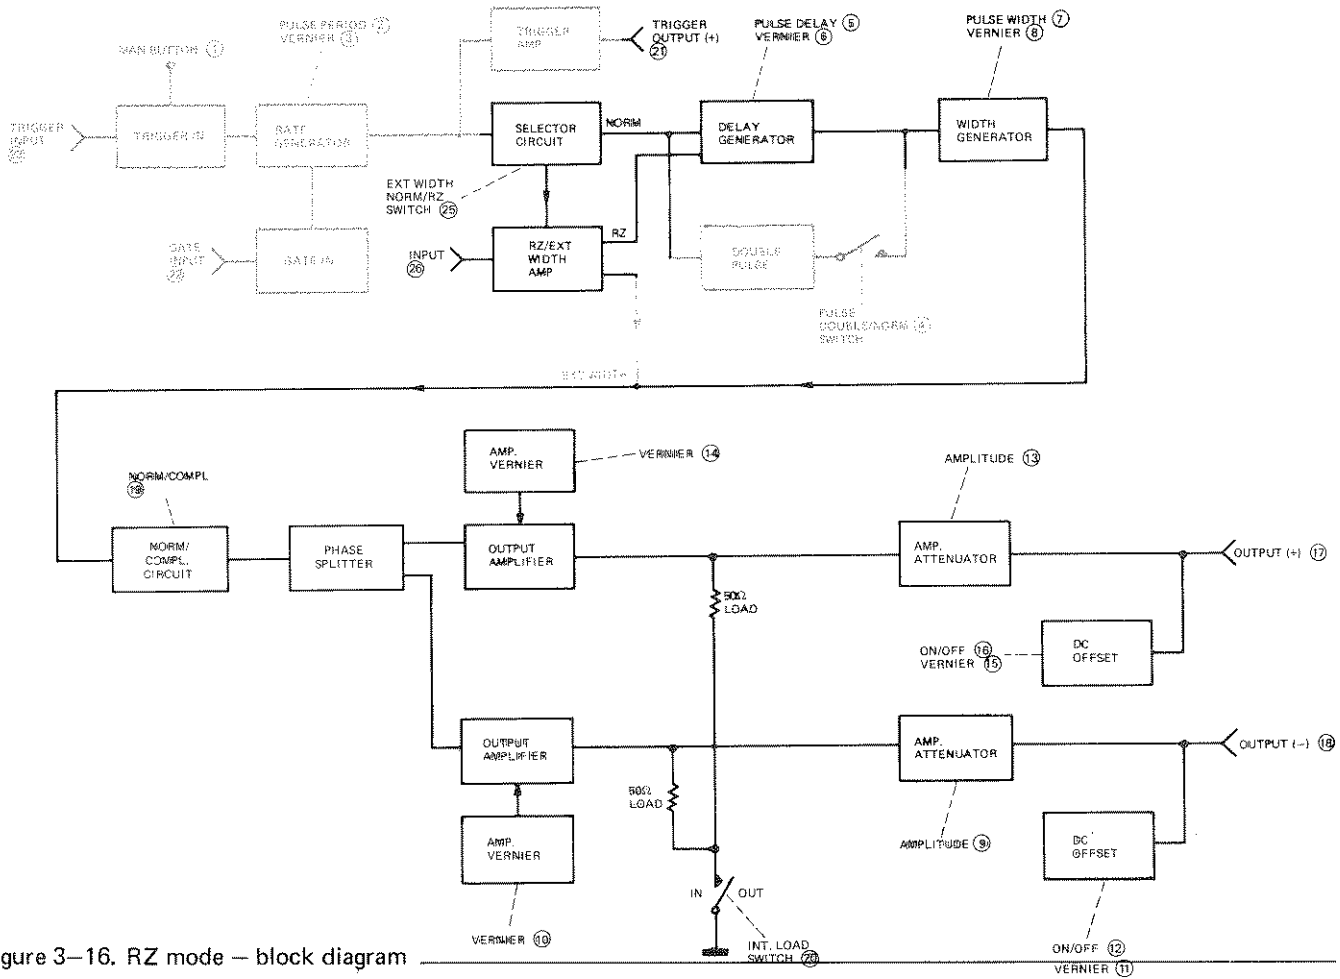 PULSE PERIOD ②
VERNIER ③
MAN BUTTON ①
TRIGGER
INPUT
TRIGGER IN
RATE
GENERATOR
TRIGGER
AMP
TRIGGER
OUTPUT (+)
㉑
PULSE DELAY ⑤
VERNIER ⑥
PULSE WIDTH ⑦
VERNIER ⑧
SELECTOR
CIRCUIT
NORM
DELAY
GENERATOR
WIDTH
GENERATOR
EXT WIDTH
NORM/RZ
SWITCH ㉕
GATE
INPUT
GATE IN
INPUT
㉖
RZ/EXT
WIDTH
AMP
RZ
DOUBLE
PULSE
PULSE
DOUBLE/NORM
SWITCH
EXT WIDTH
NORM/COMPL
⑲
NORM/
COMPL.
CIRCUIT
PHASE
SPLITTER
AMP.
VERNIER
VERNIER ⑭
OUTPUT
AMPLIFIER
50Ω
LOAD
AMPLITUDE ⑬
AMP.
ATTENUATOR
OUTPUT (+) ⑰
ON/OFF ⑯
VERNIER ⑮
DC
OFFSET
OUTPUT
AMPLIFIER
50Ω
LOAD
AMP.
ATTENUATOR
OUTPUT (−) ⑱
AMP.
VERNIER
VERNIER ⑩
AMPLITUDE ⑨
DC
OFFSET
IN
OUT
INT. LOAD
SWITCH ⑳
ON/OFF ⑫
VERNIER ⑪
gure 3–16. RZ mode – block diagram